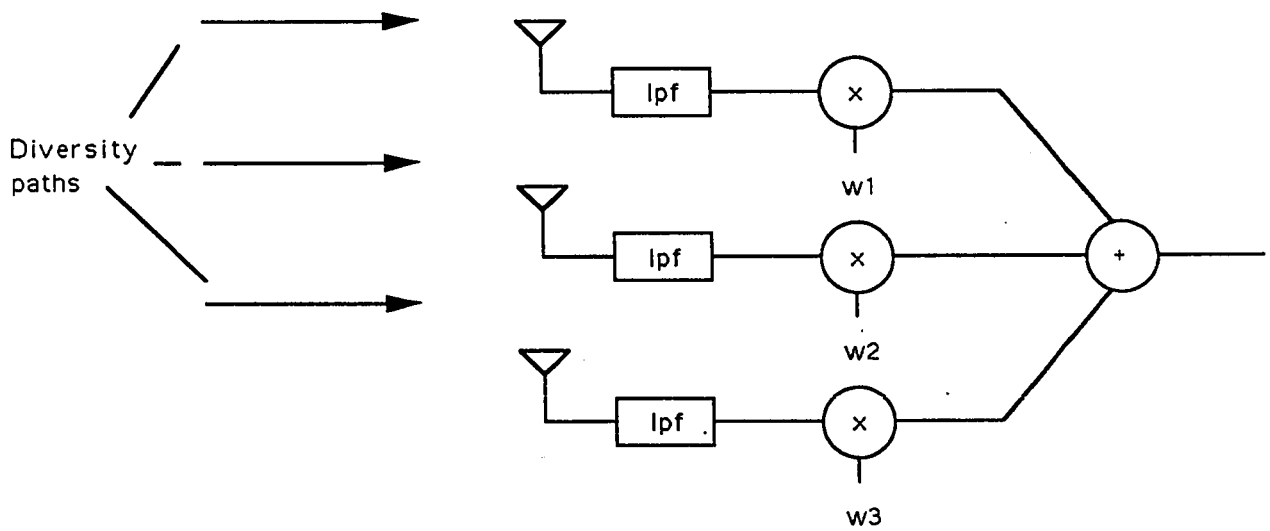 Diversity
paths
lpf
×
w1
lpf
×
w2
+
lpf
×
w3